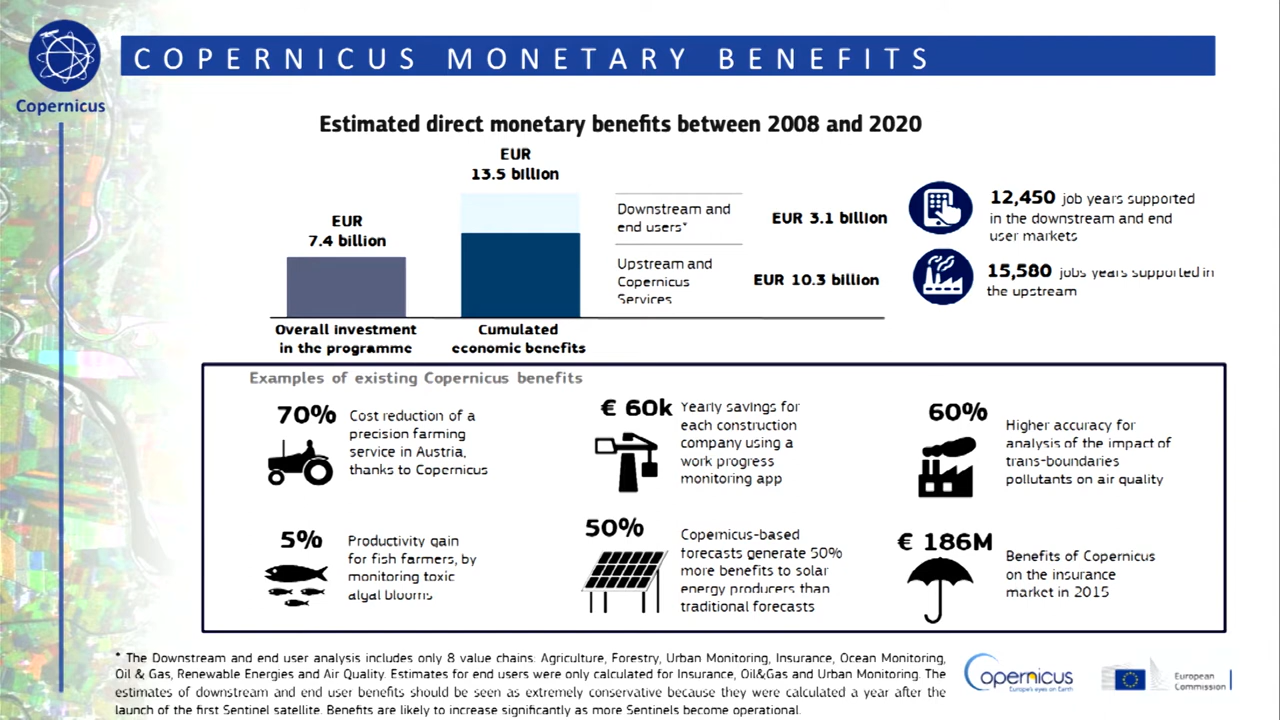 COPERNICUS MONETARY BENEFITS
Copernicus
Estimated direct monetary benefits between 2008 and 2020
EUR
13.5 billion
EUR
7.4 billion
Overall investment
in the programme
Cumulated
economic benefits
Downstream and
end users*
EUR 3.1 billion
Upstream and
Copernicus
Services
EUR 10.3 billion
12,450 job years supported
in the downstream and end
user markets
15,580 jobs years supported in
the upstream
Examples of existing Copernicus benefits
70%
Cost reduction of a
precision farming
service in Austria,
thanks to Copernicus
€ 60k
Yearly savings for
each construction
company using a
work progress
monitoring app
60%
Higher accuracy for
analysis of the impact of
trans-boundaries
pollutants on air quality
5%
Productivity gain
for fish farmers, by
monitoring toxic
algal blooms
50%
Copernicus-based
forecasts generate 50%
more benefits to solar
energy producers than
traditional forecasts
€ 186M
Benefits of Copernicus
on the insurance
market in 2015
* The Downstream and end user analysis includes only 8 value chains: Agriculture, Forestry, Urban Monitoring, Insurance, Ocean Monitoring,
Oil & Gas, Renewable Energies and Air Quality. Estimates for end users were only calculated for Insurance, Oil&Gas and Urban Monitoring. The
estimates of downstream and end user benefits should be seen as extremely conservative because they were calculated a year after the
launch of the first Sentinel satellite. Benefits are likely to increase significantly as more Sentinels become operational.
opernicus
Europe's eyes on Earth
European
Commission